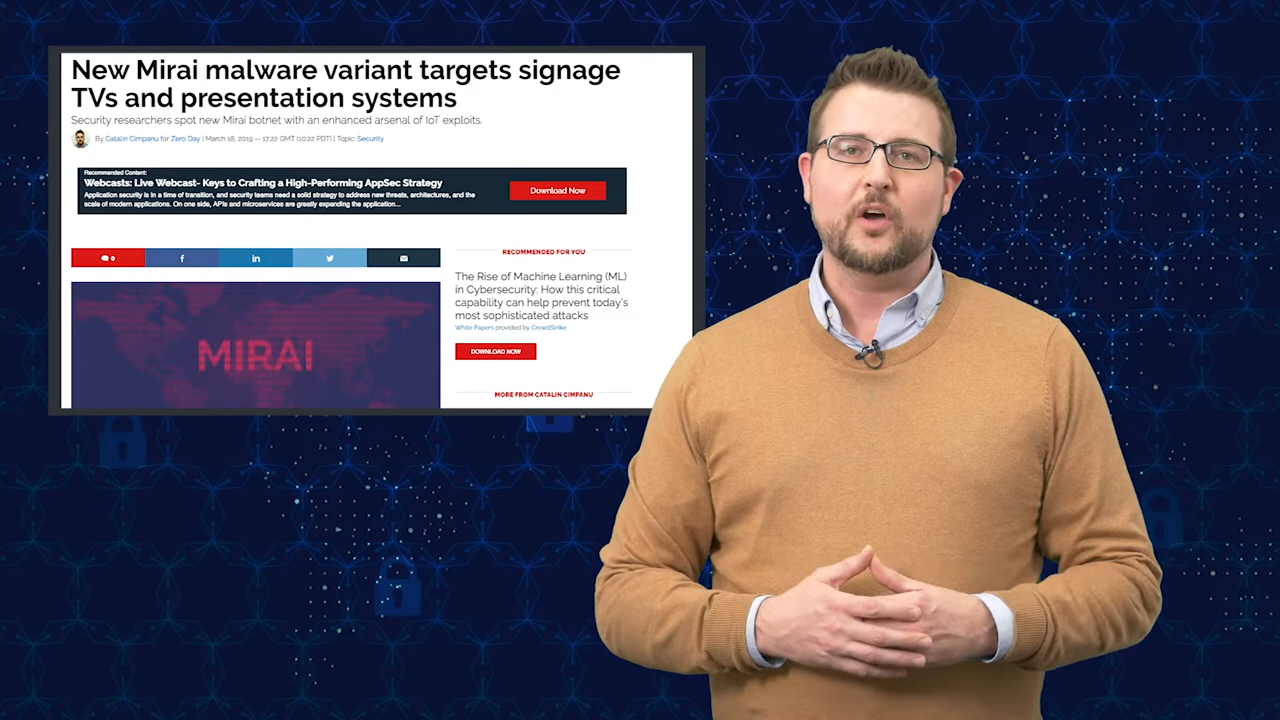 New Mirai malware variant targets signage
TVs and presentation systems
Security researchers spot new Mirai botnet with an enhanced arsenal of IoT exploits.
By Catalin Cimpanu for Zero Day | March 18, 2019 -- 17:22 GMT (10:22 PDT) | Topic: Security
Recommended Content:
Webcasts: Live Webcast- Keys to Crafting a High-Performing AppSec Strategy
Application security is in a time of transition, and security teams need a solid strategy to address new threats, architectures, and the
scale of modern applications. On one side, APIs and microservices are greatly expanding the application...
Download Now
0
MIRAI
RECOMMENDED FOR YOU
The Rise of Machine Learning (ML)
in Cybersecurity: How this critical
capability can help prevent today's
most sophisticated attacks
White Papers provided by CrowdStrike
DOWNLOAD NOW
MORE FROM CATALIN CIMPANU